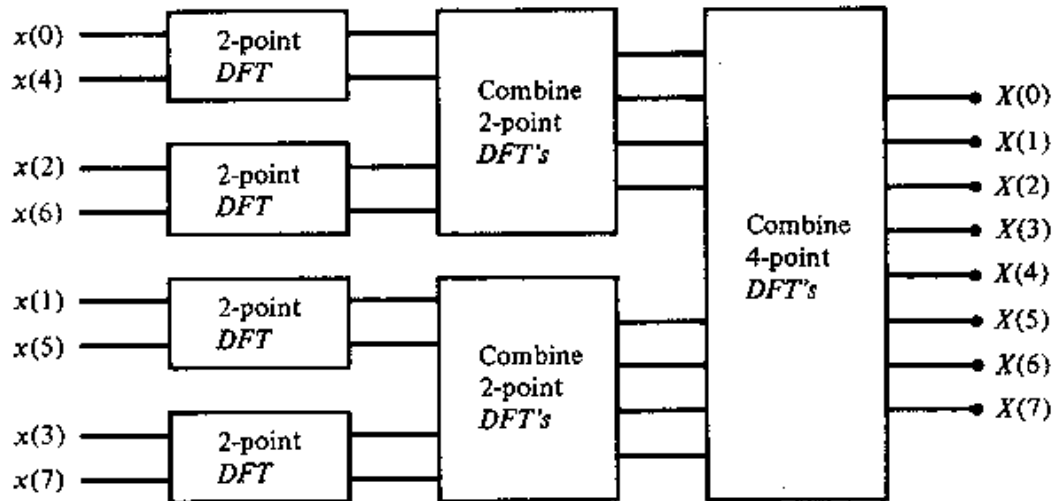 x(0)
x(4)
2-point
DFT
x(2)
x(6)
2-point
DFT
x(1)
x(5)
2-point
DFT
x(3)
x(7)
2-point
DFT
Combine
2-point
DFT's
Combine
2-point
DFT's
Combine
4-point
DFT's
X(0)
X(1)
X(2)
X(3)
X(4)
X(5)
X(6)
X(7)